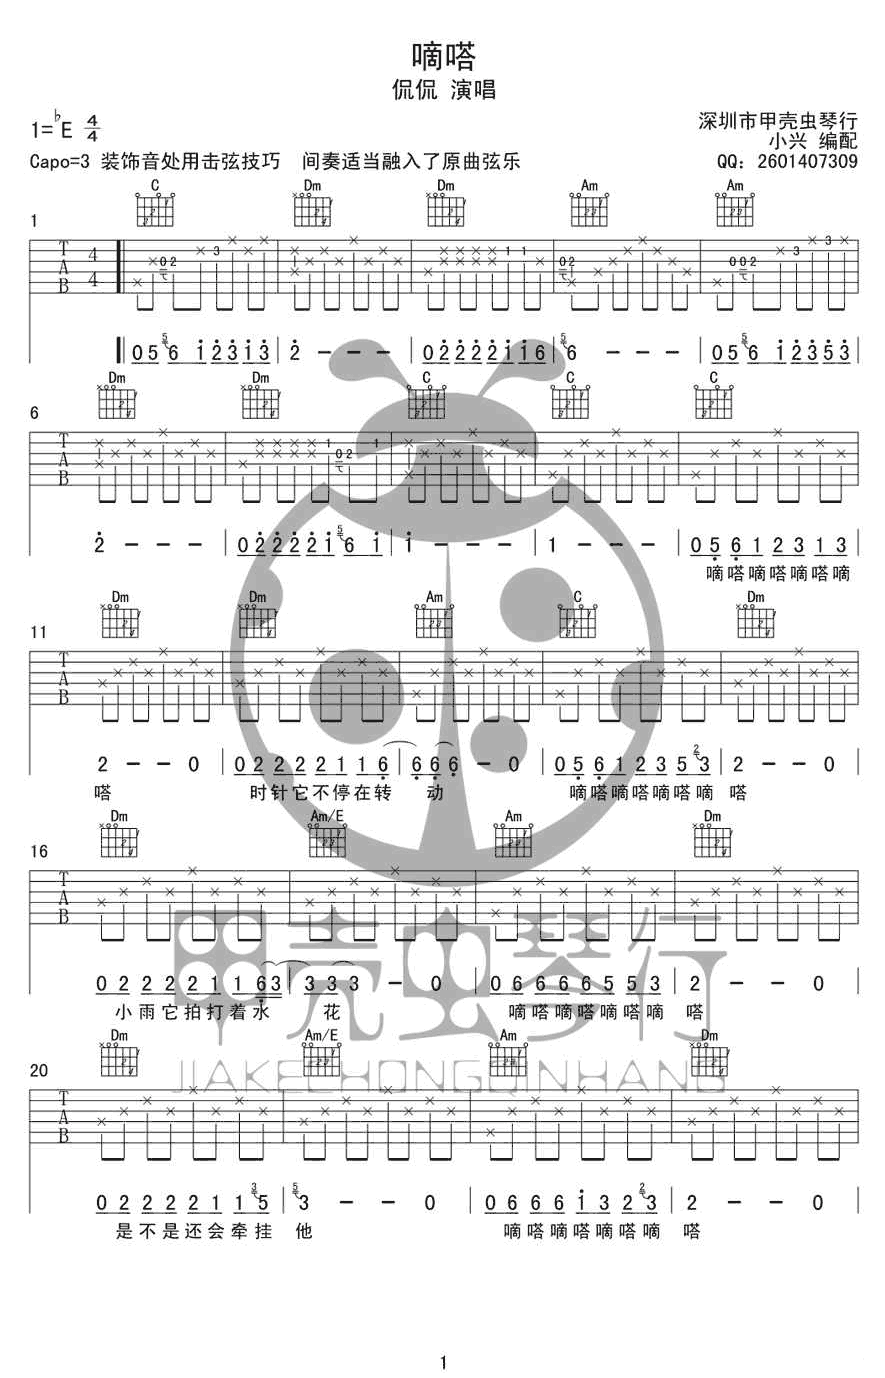 嘀嗒
侃侃 演唱
1=♭E 4/4
深圳市甲壳虫琴行
小兴 编配
Capo=3 装饰音处用击弦技巧 间奏适当融入了原曲弦乐
QQ: 2601407309
C Dm Dm Am Am
1
T A B 4/4
0 5 6 1 2 3 1 3 2 - - - 0 2 2 2 2 1 1 6 6 - - - 0 5 6 1 2 3 5 3
Dm Dm C C C
6
T A B
2 - - - 0 2 2 2 2 1 6 1 1 - - - 1 - - - 0 5 6 1 2 3 1 3
嘀嗒嘀嗒嘀嗒嘀
Dm Dm Am C Dm
11
T A B
2 - - 0 0 2 2 2 2 1 1 6 6 6 6 - 0 0 5 6 1 2 3 5 3 2 - - 0
嗒 时针它不停在转 动 嘀嗒嘀嗒嘀嗒嘀 嗒
Dm Am/E Am Dm
16
T A B
0 2 2 2 2 1 1 6 3 3 3 3 - 0 0 6 6 6 6 5 5 3 2 - - 0
小雨它拍打着水 花 嘀嗒嘀嗒嘀嗒嘀 嗒
甲壳虫琴行
JIAKECHONGQINHANG
Dm Am/E Am Dm
20
T A B
0 2 2 2 2 1 1 5 3 - - 0 0 6 6 6 1 3 2 3 2 - - 0
是不是还会牵挂 他 嘀嗒嘀嗒嘀嗒嘀 嗒
1